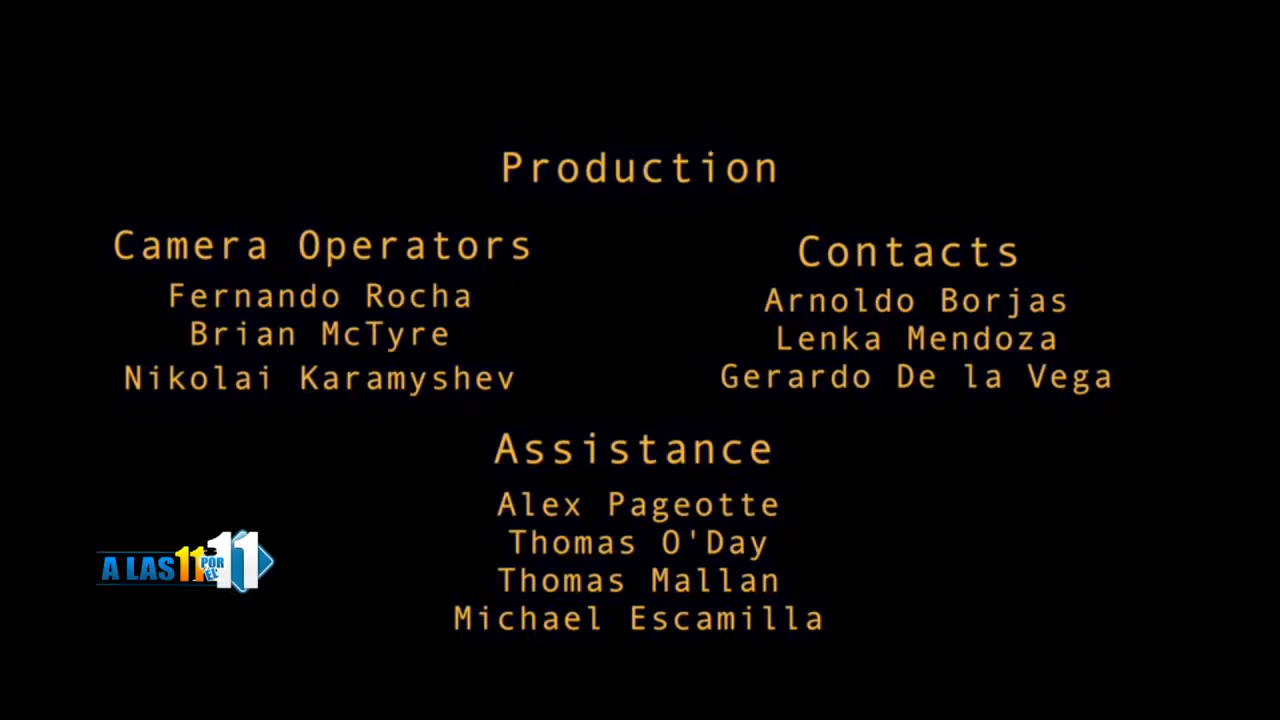 Production
Camera Operators
Fernando Rocha
Brian McTyre
Nikolai Karamyshev
Contacts
Arnoldo Borjas
Lenka Mendoza
Gerardo De la Vega
Assistance
Alex Pageotte
Thomas O'Day
Thomas Mallan
Michael Escamilla
A LAS 11 POR EL 11